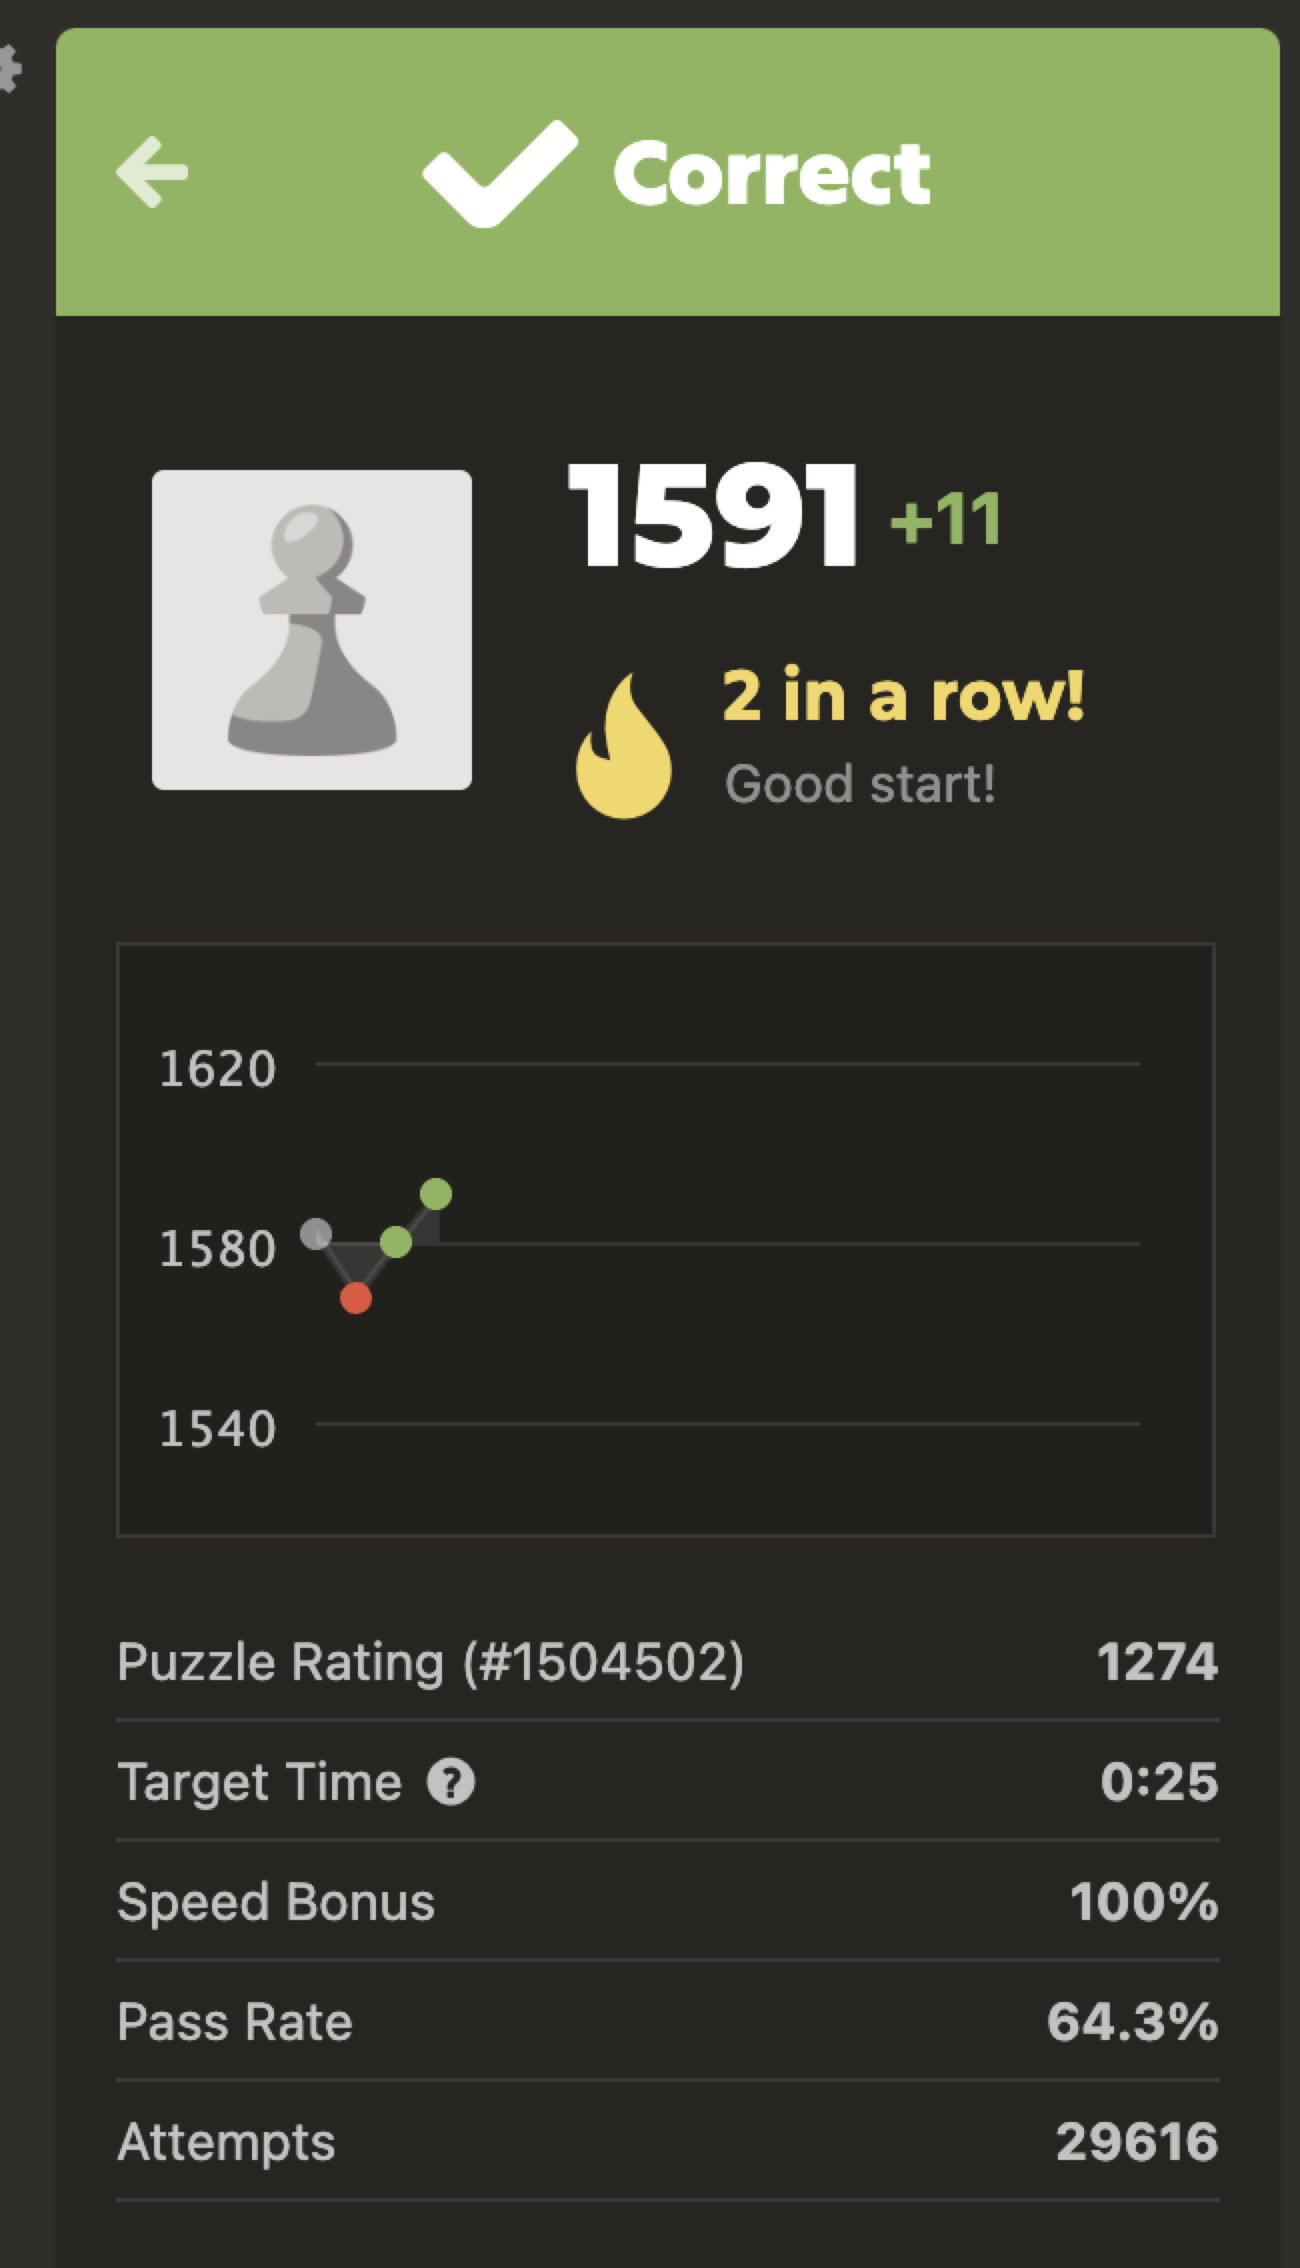 Correct
1591 +11
2 in a row!
Good start!
1620
1580
1540
Puzzle Rating (#1504502) 1274
Target Time ? 0:25
Speed Bonus 100%
Pass Rate 64.3%
Attempts 29616